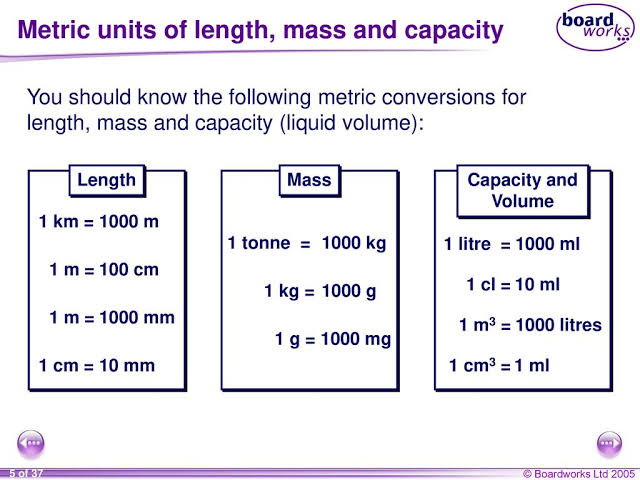 Metric units of length, mass and capacity
board
works
You should know the following metric conversions for
length, mass and capacity (liquid volume):
Length
1 km = 1000 m
1 m = 100 cm
1 m = 1000 mm
1 cm = 10 mm
Mass
1 tonne = 1000 kg
1 kg = 1000 g
1 g = 1000 mg
Capacity and
Volume
1 litre = 1000 ml
1 cl = 10 ml
1 m³ = 1000 litres
1 cm³ = 1 ml
5 of 37
© Boardworks Ltd 2005